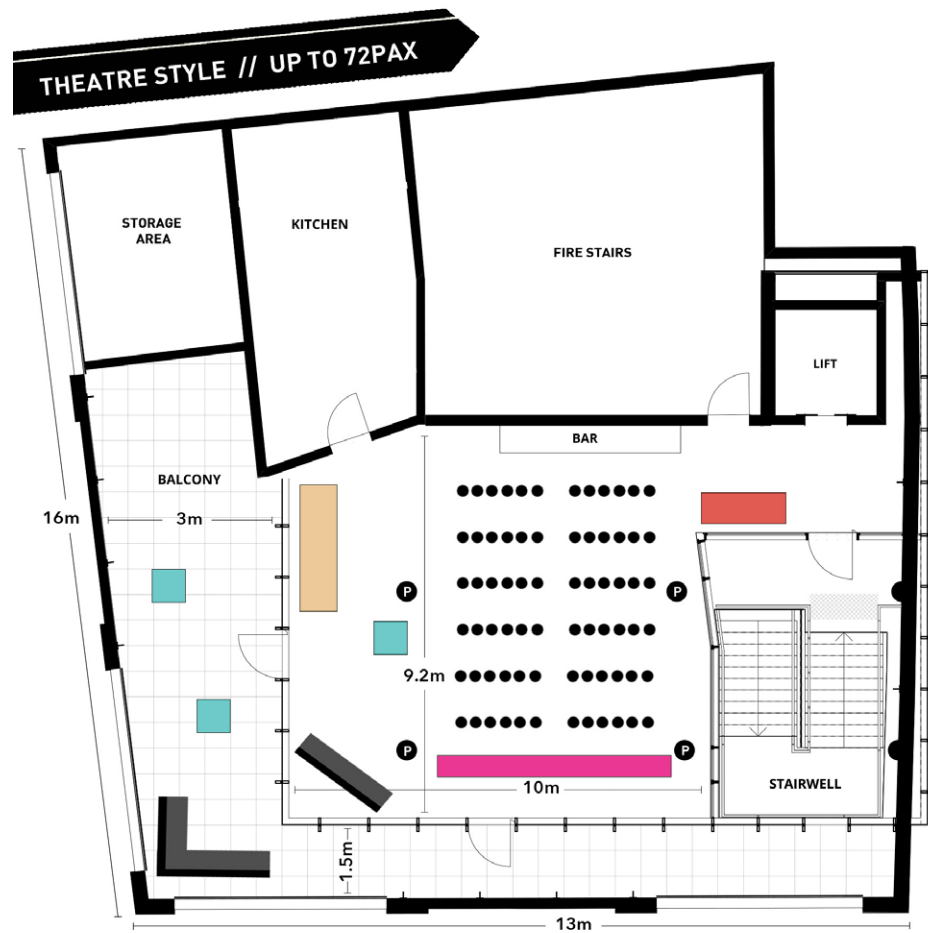 THEATRE STYLE // UP TO 72PAX
STORAGE
AREA
KITCHEN
FIRE STAIRS
LIFT
BAR
BALCONY
16m
3m
P
P
9.2m
P
P
10m
STAIRWELL
1.5m
13m